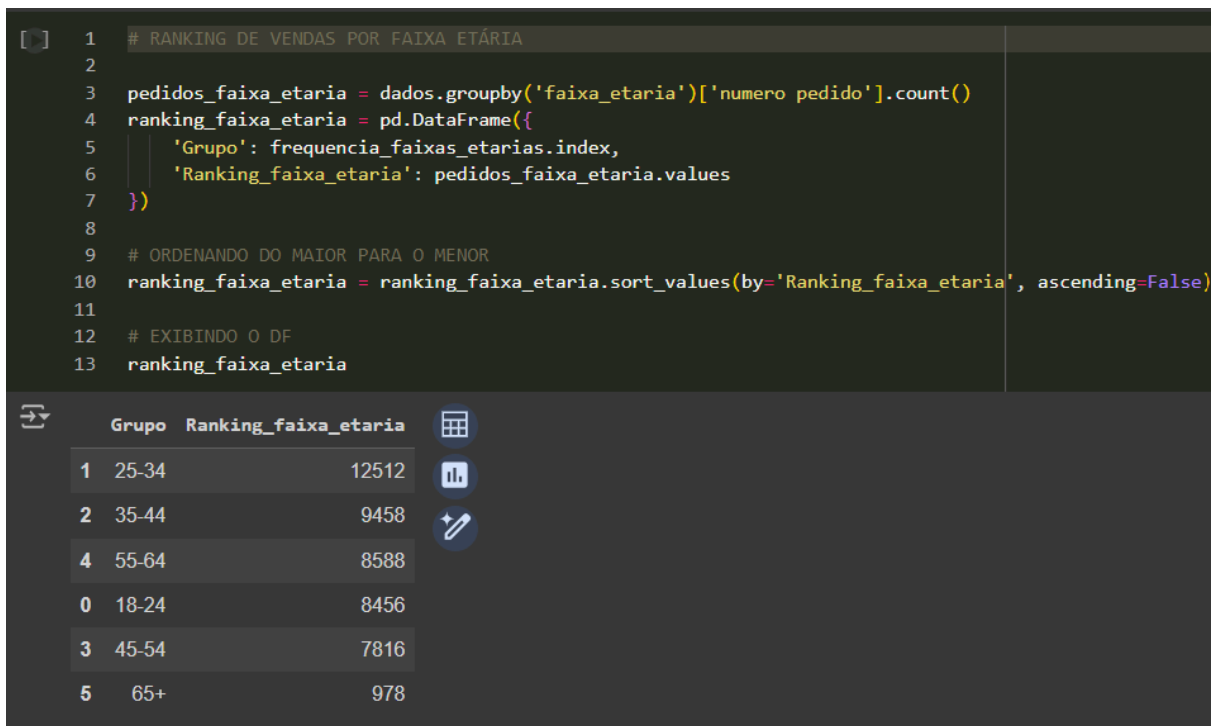 [ ] 1 # RANKING DE VENDAS POR FAIXA ETÁRIA
2
3 pedidos_faixa_etaria = dados.groupby('faixa_etaria')['numero pedido'].count()
4 ranking_faixa_etaria = pd.DataFrame({
5 'Grupo': frequencia_faixas_etarias.index,
6 'Ranking_faixa_etaria': pedidos_faixa_etaria.values
7 })
8
9 # ORDENANDO DO MAIOR PARA O MENOR
10 ranking_faixa_etaria = ranking_faixa_etaria.sort_values(by='Ranking_faixa_etaria', ascending=False)
11
12 # EXIBINDO O DF
13 ranking_faixa_etaria
Grupo Ranking_faixa_etaria
1 25-34 12512
2 35-44 9458
4 55-64 8588
0 18-24 8456
3 45-54 7816
5 65+ 978